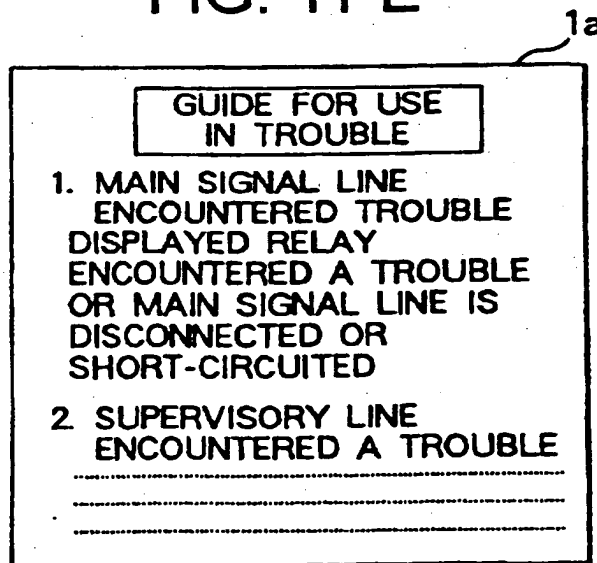 FIG. 11 E
1a
GUIDE FOR USE
IN TROUBLE
1. MAIN SIGNAL LINE
ENCOUNTERED TROUBLE
DISPLAYED RELAY
ENCOUNTERED A TROUBLE
OR MAIN SIGNAL LINE IS
DISCONNECTED OR
SHORT-CIRCUITED
2. SUPERVISORY LINE
ENCOUNTERED A TROUBLE